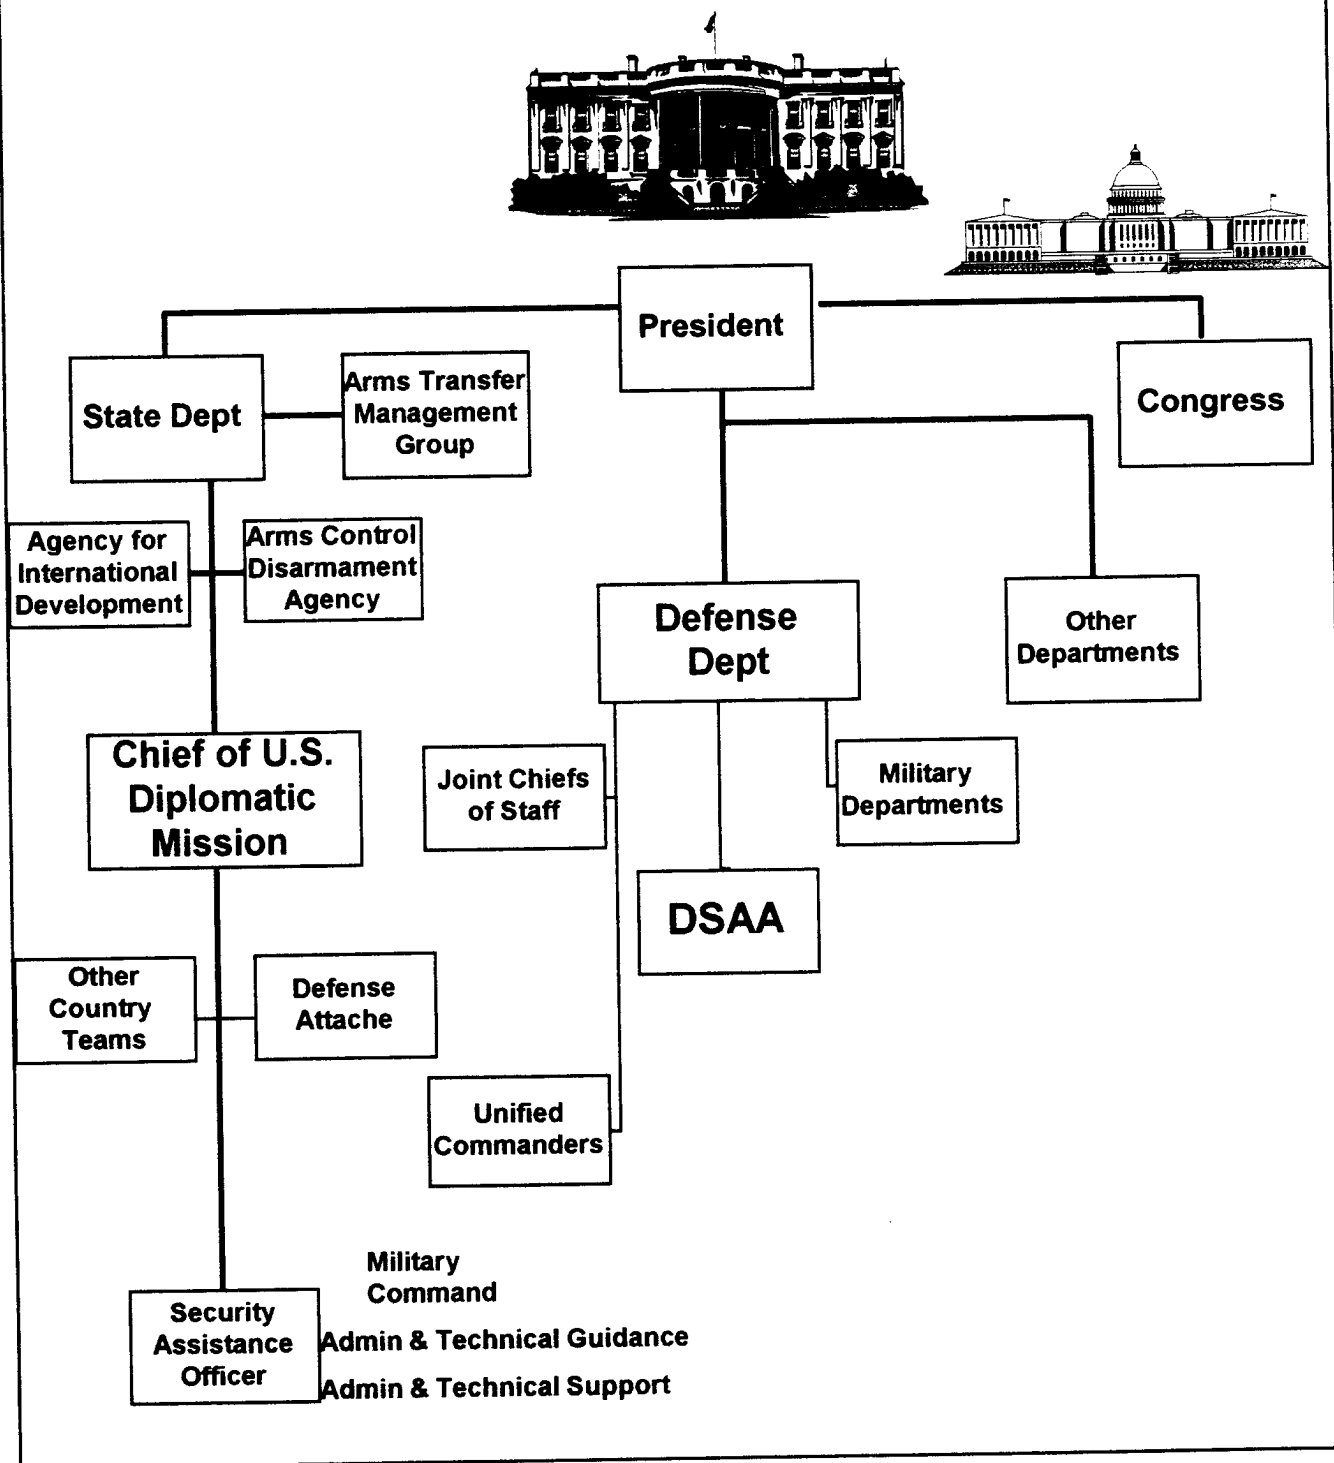 President
State Dept
Arms Transfer
Management
Group
Congress
Agency for
International
Development
Arms Control
Disarmament
Agency
Defense
Dept
Other
Departments
Chief of U.S.
Diplomatic
Mission
Joint Chiefs
of Staff
Military
Departments
DSAA
Other
Country
Teams
Defense
Attache
Unified
Commanders
Military
Command
Security
Assistance
Officer
Admin & Technical Guidance
Admin & Technical Support